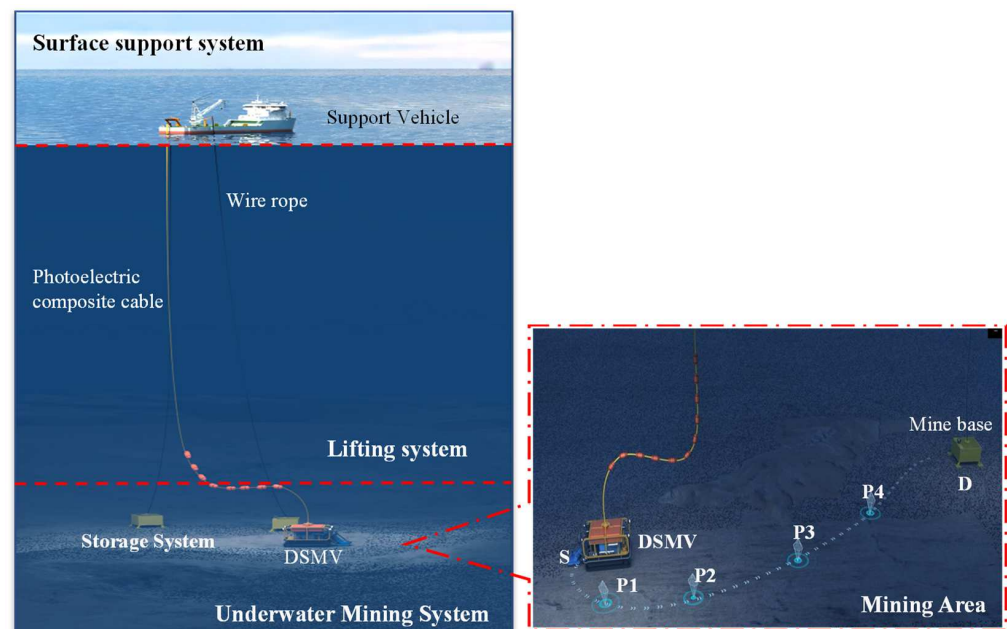 Surface support system
Support Vehicle
Wire rope
Photoelectric
composite cable
Lifting system
Storage System
DSMV
Underwater Mining System
Mine base
D
P4
P3
DSMV
S
P2
P1
Mining Area